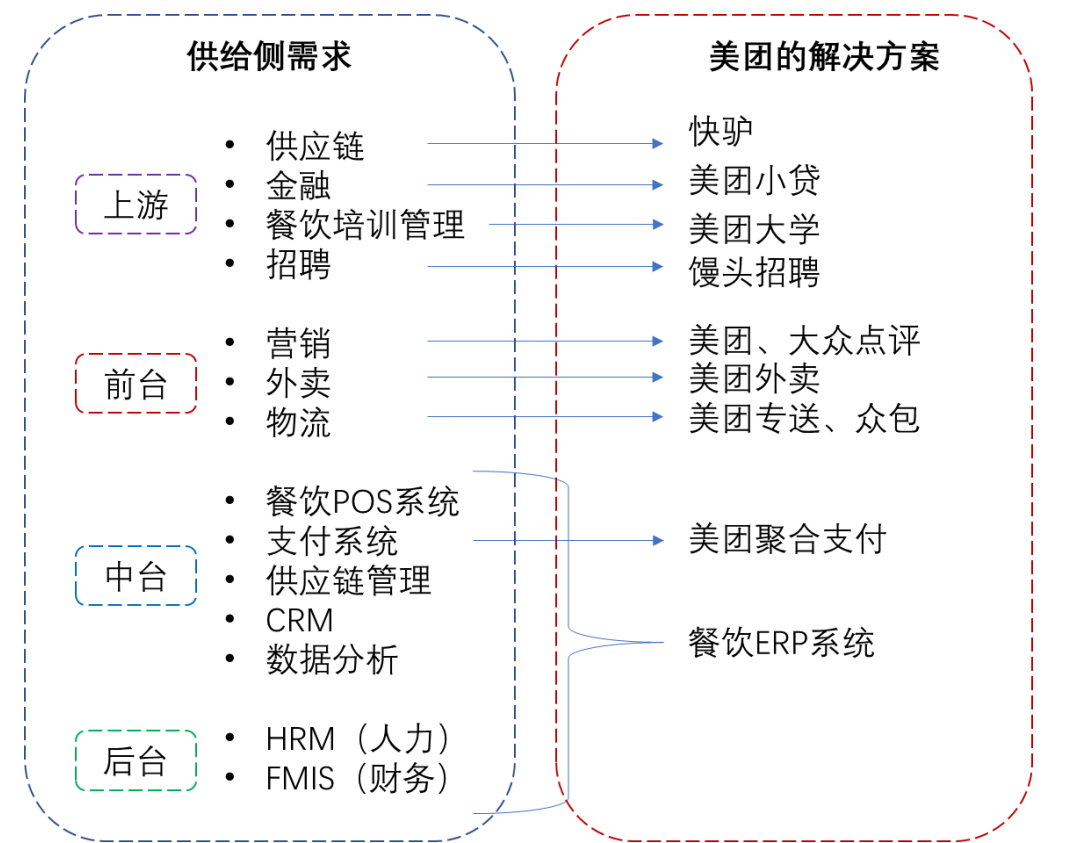 供给侧需求
美团的解决方案
上游
• 供应链
快驴
• 金融
美团小贷
• 餐饮培训管理
美团大学
• 招聘
馒头招聘
前台
• 营销
美团、大众点评
• 外卖
美团外卖
• 物流
美团专送、众包
中台
• 餐饮POS系统
• 支付系统
美团聚合支付
• 供应链管理
• CRM
• 数据分析
餐饮ERP系统
后台
• HRM（人力）
• FMIS（财务）